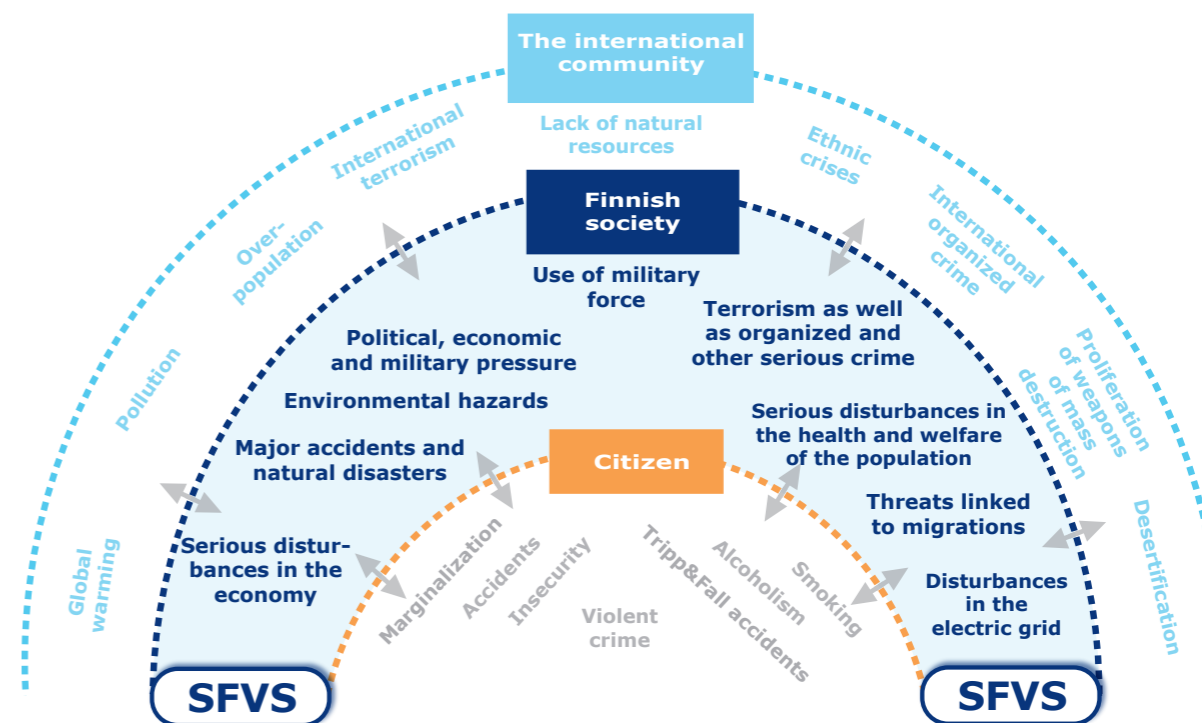 The international
community
Lack of natural
resources
International
terrorism
Over-
population
Pollution
Global
warming
Ethnic
crises
International
organized
crime
Proliferation
of weapons
of mass
destruction
Desertification
Finnish
society
Use of military
force
Political, economic
and military pressure
Environmental hazards
Major accidents and
natural disasters
Serious distur-
bances in the
economy
Terrorism as well
as organized and
other serious crime
Serious disturbances in
the health and welfare
of the population
Threats linked
to migrations
Disturbances
in the
electric grid
Citizen
Marginalization
Accidents
Insecurity
Violent
crime
Tripp&Fall accidents
Alcoholism
Smoking
SFVS
SFVS